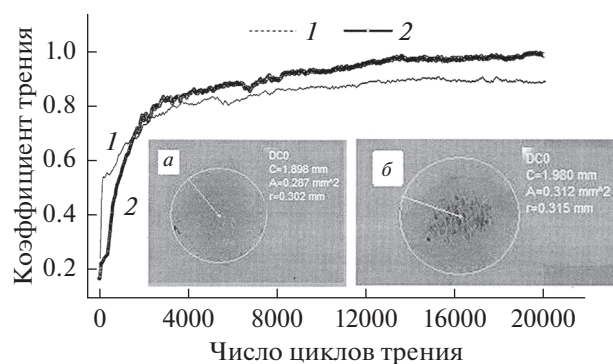 1 2
Коэффициент трения
1.0
0.8
0.6
0.4
0.2
1
2
а
DC0
C=1.898 mm
A=0.287 mm^2
r=0.302 mm
б
DC0
C=1.980 mm
A=0.312 mm^2
r=0.315 mm
0 4000 8000 12000 16000 20000
Число циклов трения